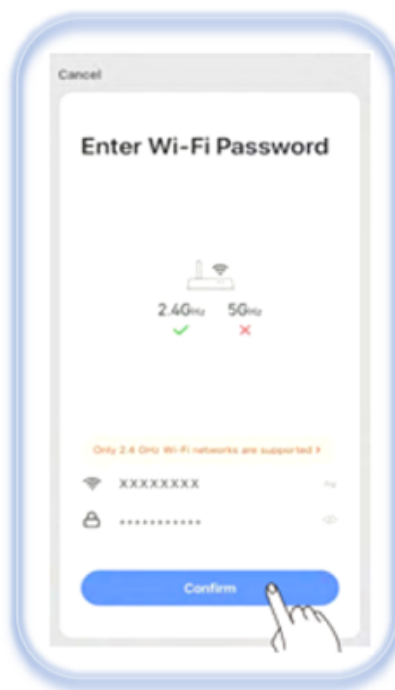 Cancel
Enter Wi-Fi Password
2.4GHz 5GHz
Only 2.4 GHz Wi-Fi networks are supported >
XXXXXXXX
***********
Confirm